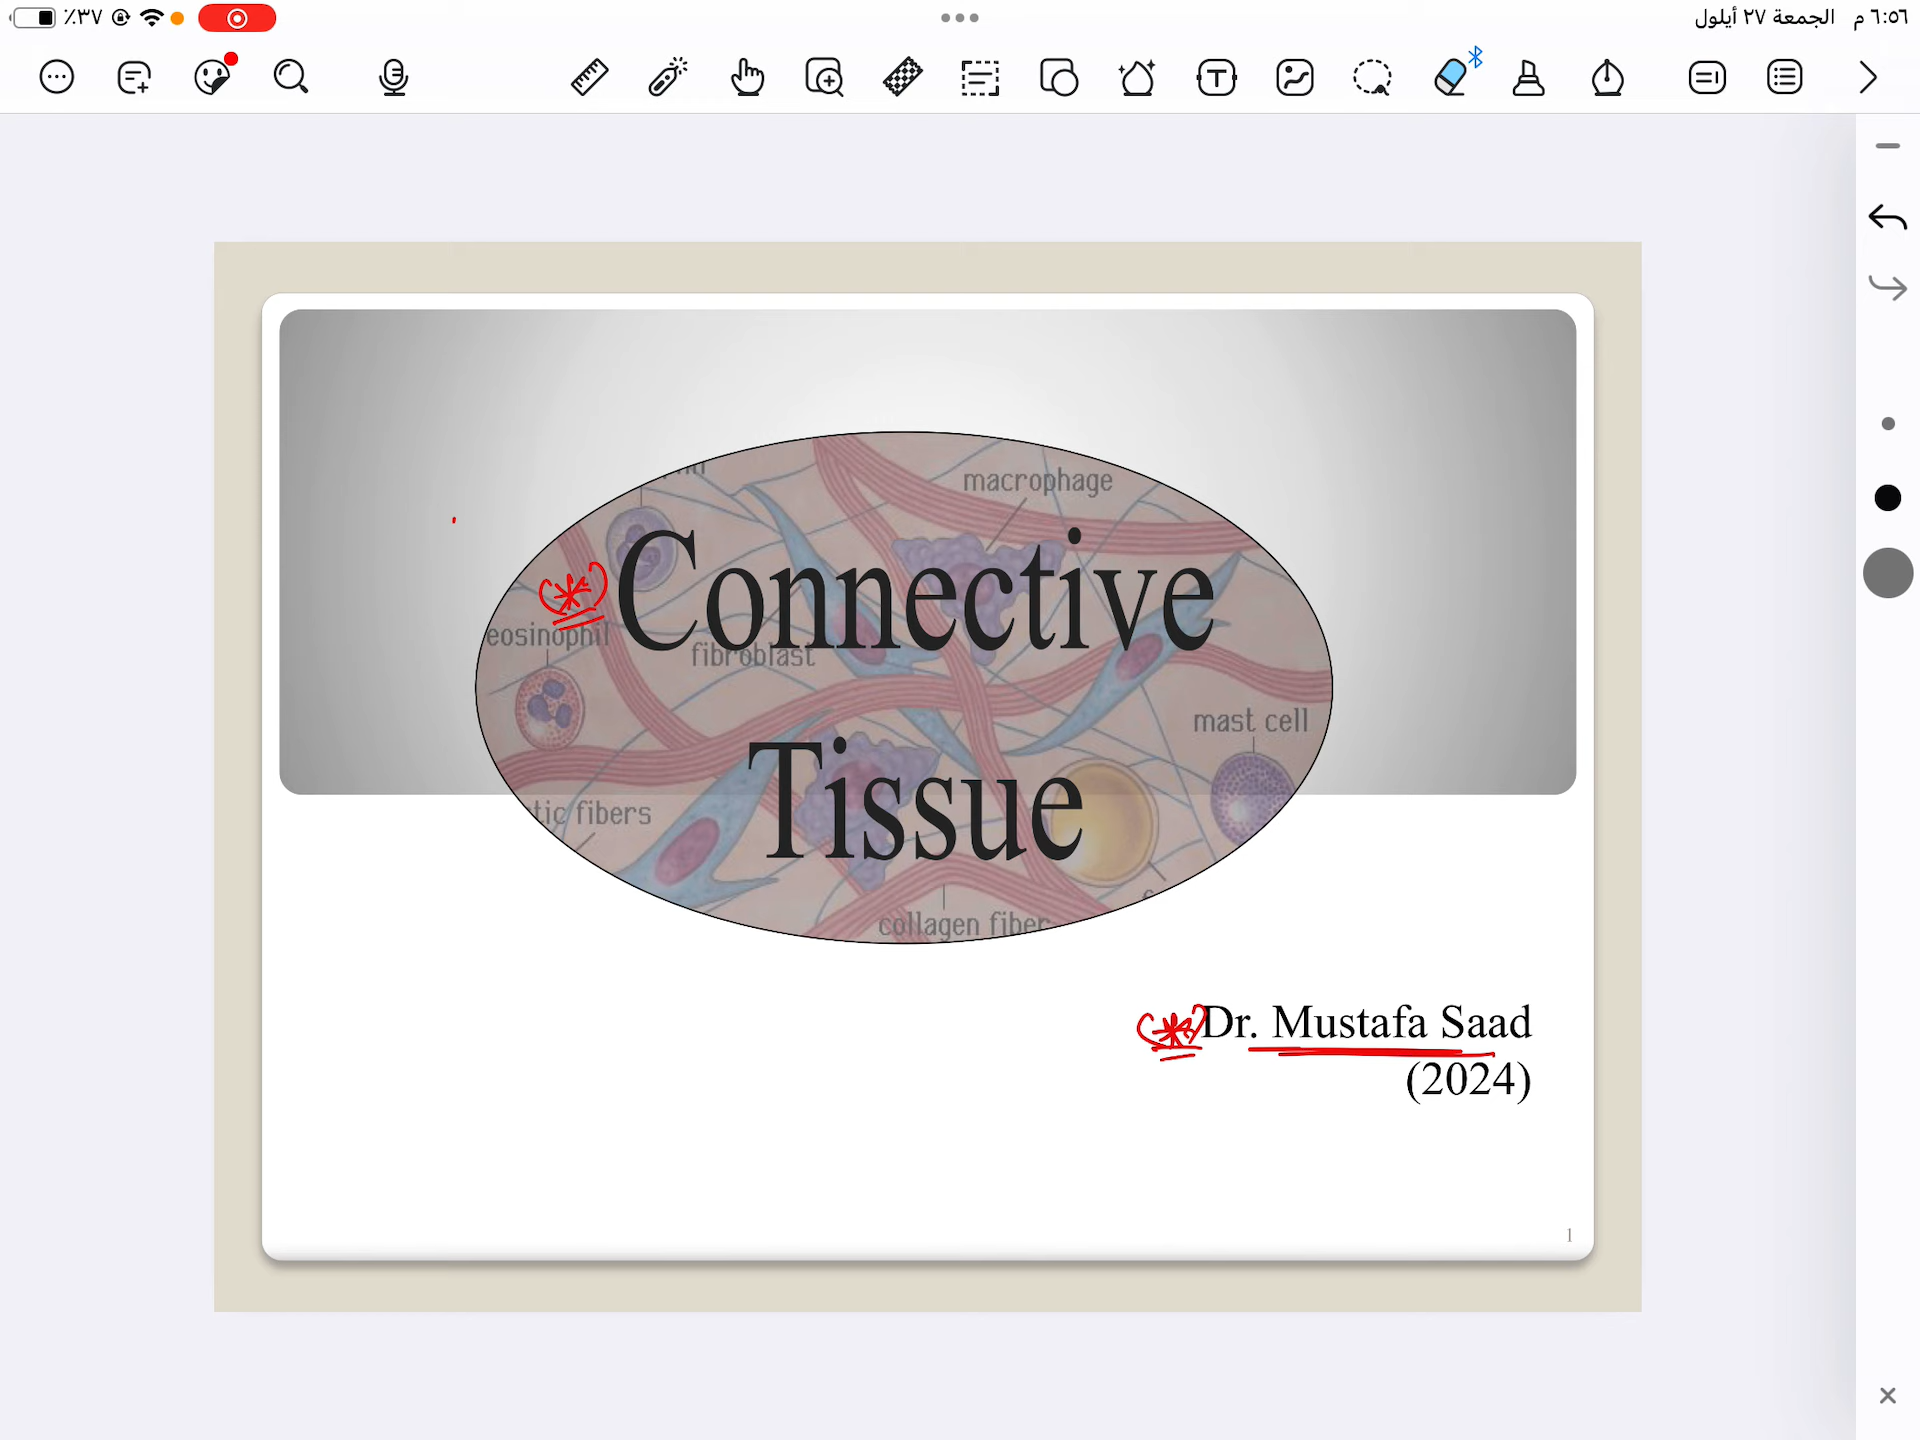 ٪٣٧
٦:٥٦ م الجمعة ٢٧ أيلول
macrophage
Connective
eosinophil
fibroblast
mast cell
Tissue
tic fibers
collagen fiber
Dr. Mustafa Saad
(2024)
1